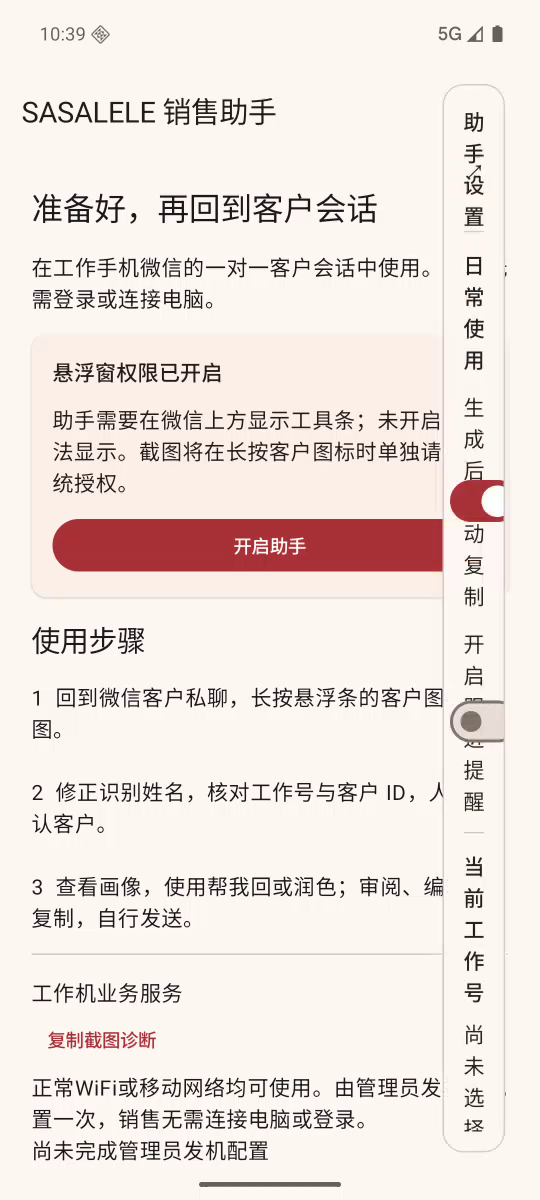 10:39
5G
SASALELE 销售助手
准备好，再回到客户会话
在工作手机微信的一对一客户会话中使用。
需登录或连接电脑。
悬浮窗权限已开启
助手需要在微信上方显示工具条；未开启
法显示。截图将在长按客户图标时单独请
统授权。
开启助手
使用步骤
1 回到微信客户私聊，长按悬浮条的客户图
图。
2 修正识别姓名，核对工作号与客户 ID，人
认客户。
3 查看画像，使用帮我回或润色；审阅、编
复制，自行发送。
工作机业务服务
复制截图诊断
正常WiFi或移动网络均可使用。由管理员发
置一次，销售无需连接电脑或登录。
尚未完成管理员发机配置
助
手
设
置
日
常
使
用
生
成
后
动
复
制
开
启
提
醒
当
前
工
作
号
尚
未
选
择